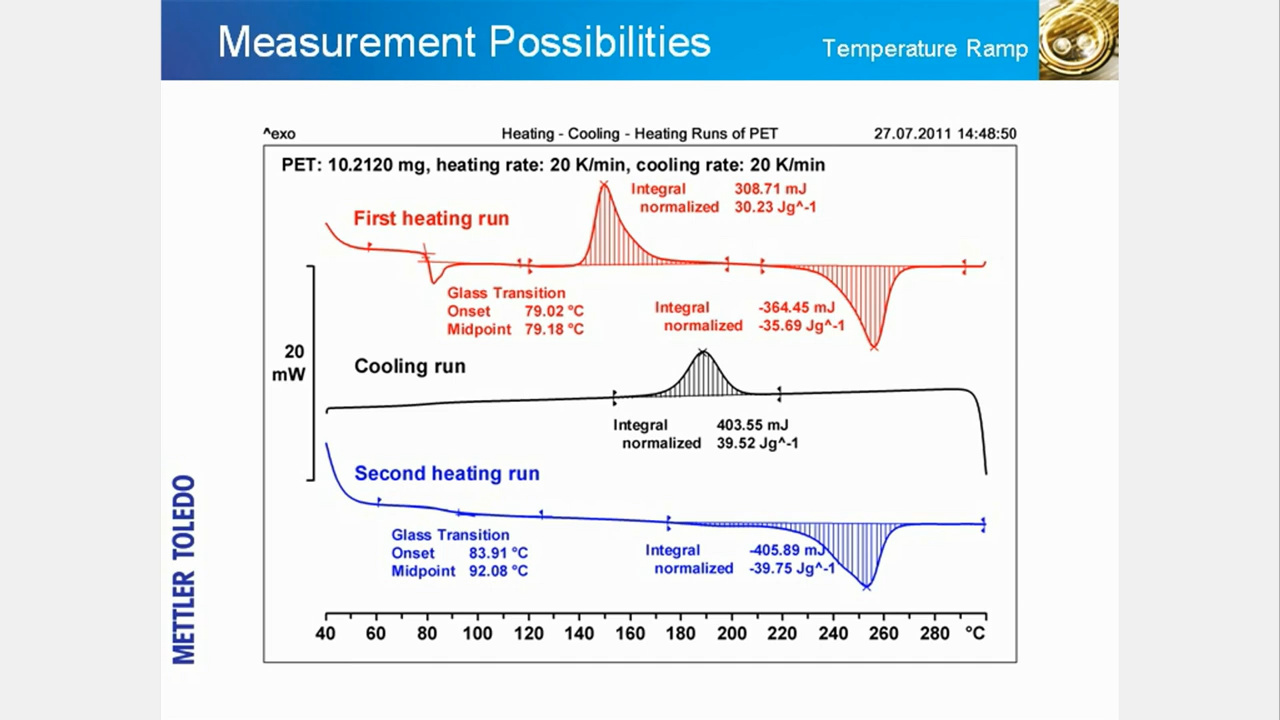 Measurement Possibilities
Temperature Ramp
^exo
Heating - Cooling - Heating Runs of PET
27.07.2011 14:48:50
PET: 10.2120 mg, heating rate: 20 K/min, cooling rate: 20 K/min
Integral 308.71 mJ
normalized 30.23 Jg^-1
First heating run
Glass Transition
Onset 79.02 °C
Midpoint 79.18 °C
Integral -364.45 mJ
normalized -35.69 Jg^-1
20
mW
Cooling run
Integral 403.55 mJ
normalized 39.52 Jg^-1
Second heating run
Glass Transition
Onset 83.91 °C
Midpoint 92.08 °C
Integral -405.89 mJ
normalized -39.75 Jg^-1
40 60 80 100 120 140 160 180 200 220 240 260 280 °C
METTLER TOLEDO